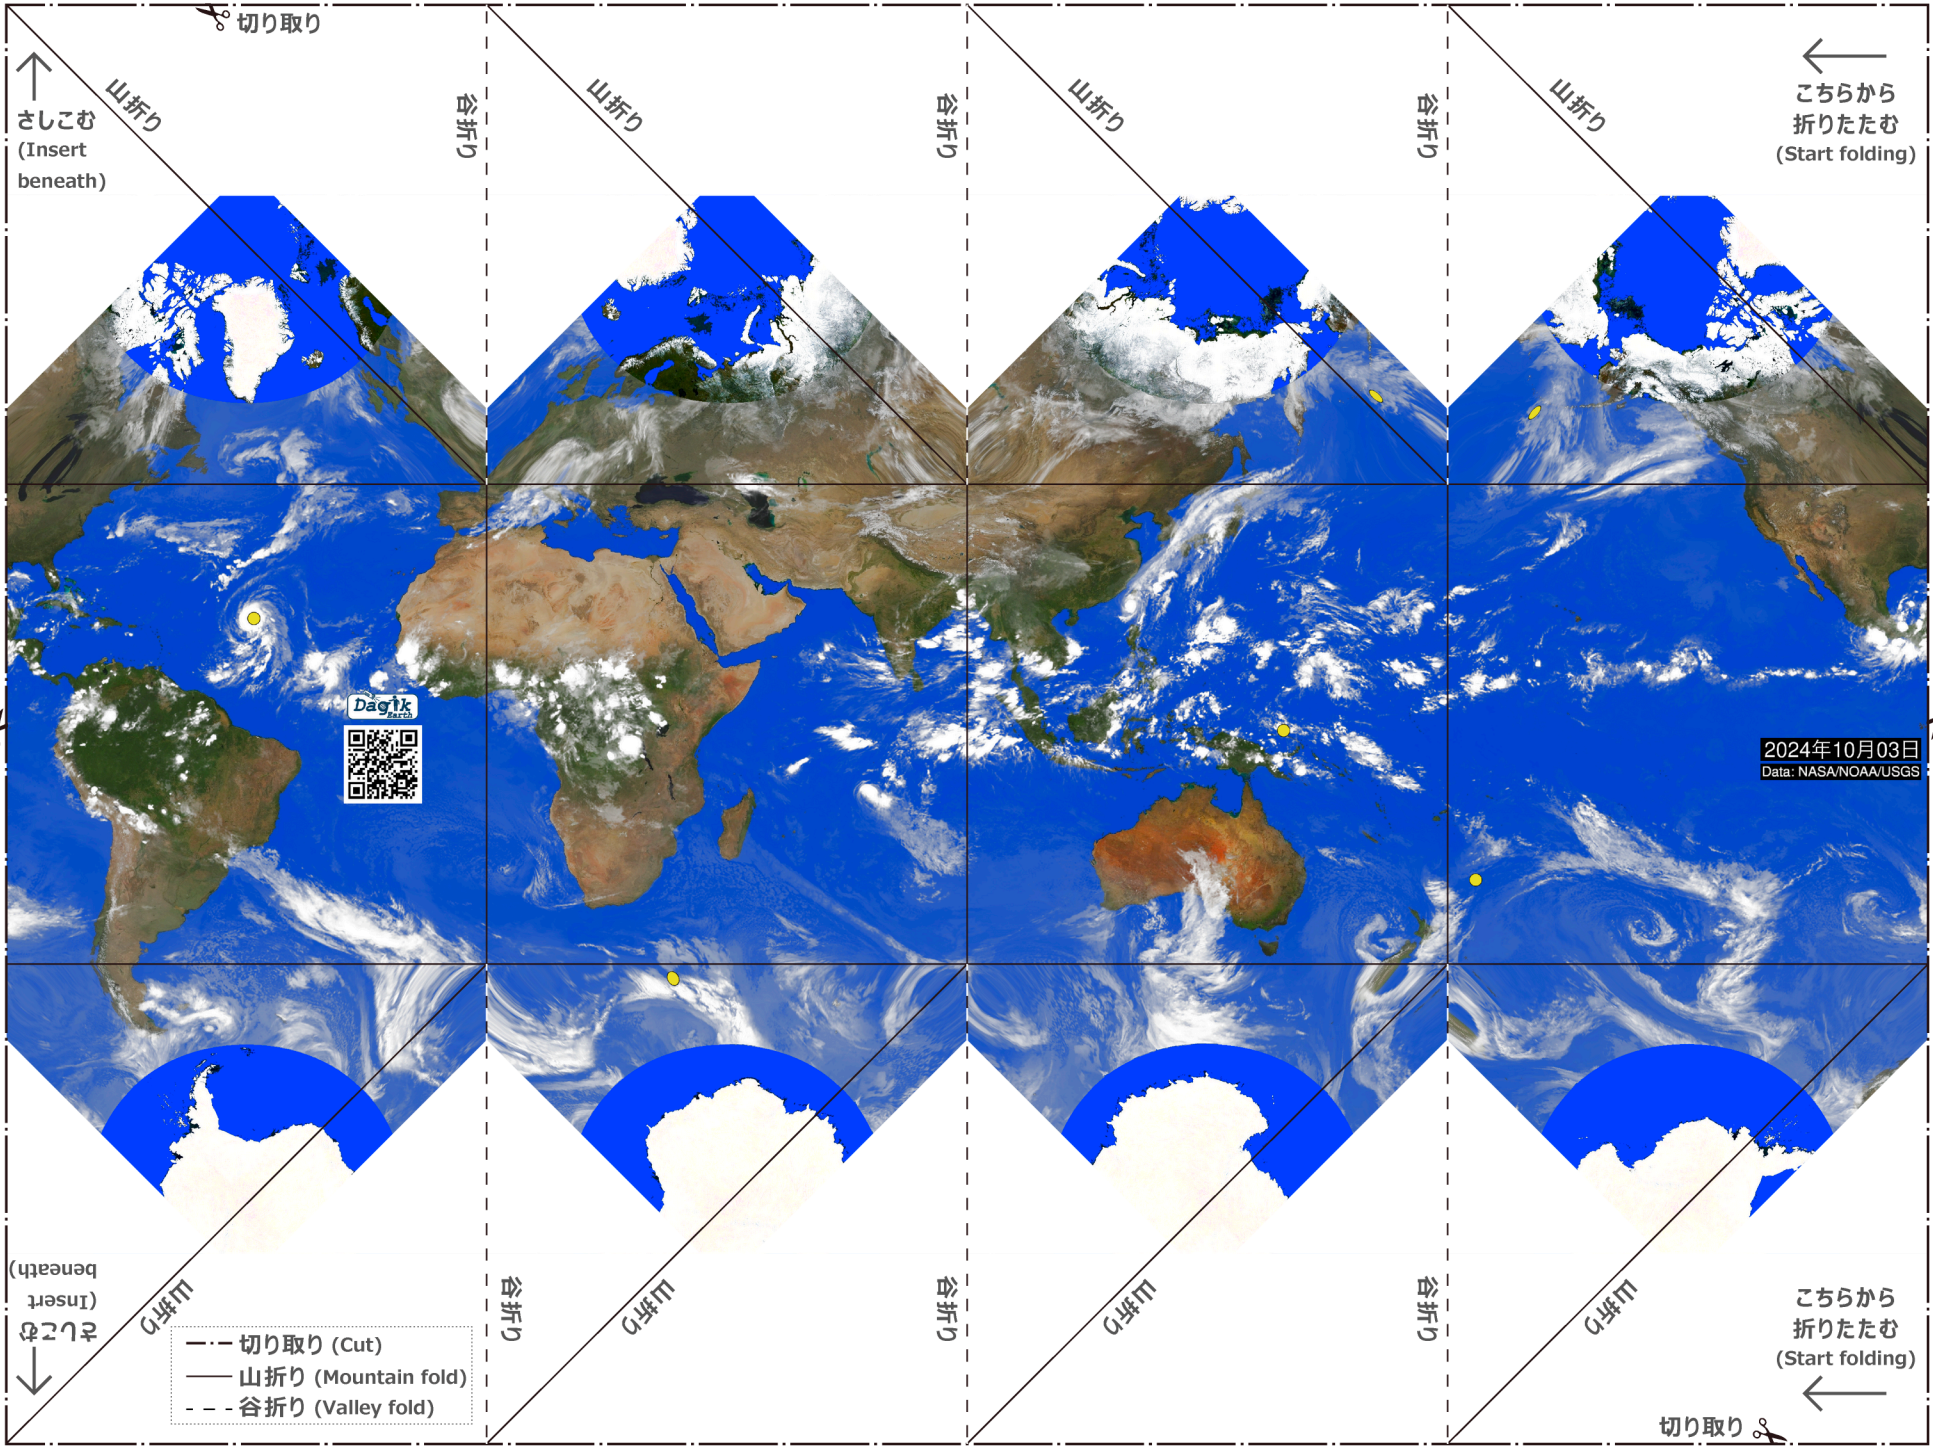 切り取り
さしこむ
(Insert
beneath)
山折り
谷折り
山折り
谷折り
山折り
谷折り
山折り
こちらから
折りたたむ
(Start folding)
Dagik
Earth
2024年10月03日
Data: NASA/NOAA/USGS
さしこむ
(Insert
beneath)
山折り
谷折り
山折り
谷折り
山折り
谷折り
山折り
こちらから
折りたたむ
(Start folding)
切り取り (Cut)
山折り (Mountain fold)
谷折り (Valley fold)
切り取り